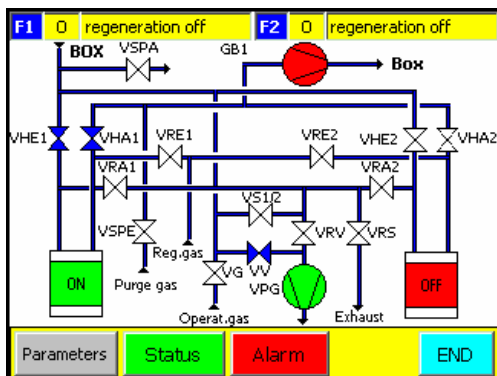 F1 0 regeneration off F2 0 regeneration off
BOX VSPA GB1 Box
VHE1 VHA1 VRE1 VRE2 VHE2 VHA2
VRA1 VRA2
VS1/2
VSPE VRV VRS
Reg.gas VG VV
ON Purge gas VPG OFF
Operat.gas Exhaust
Parameters Status Alarm END